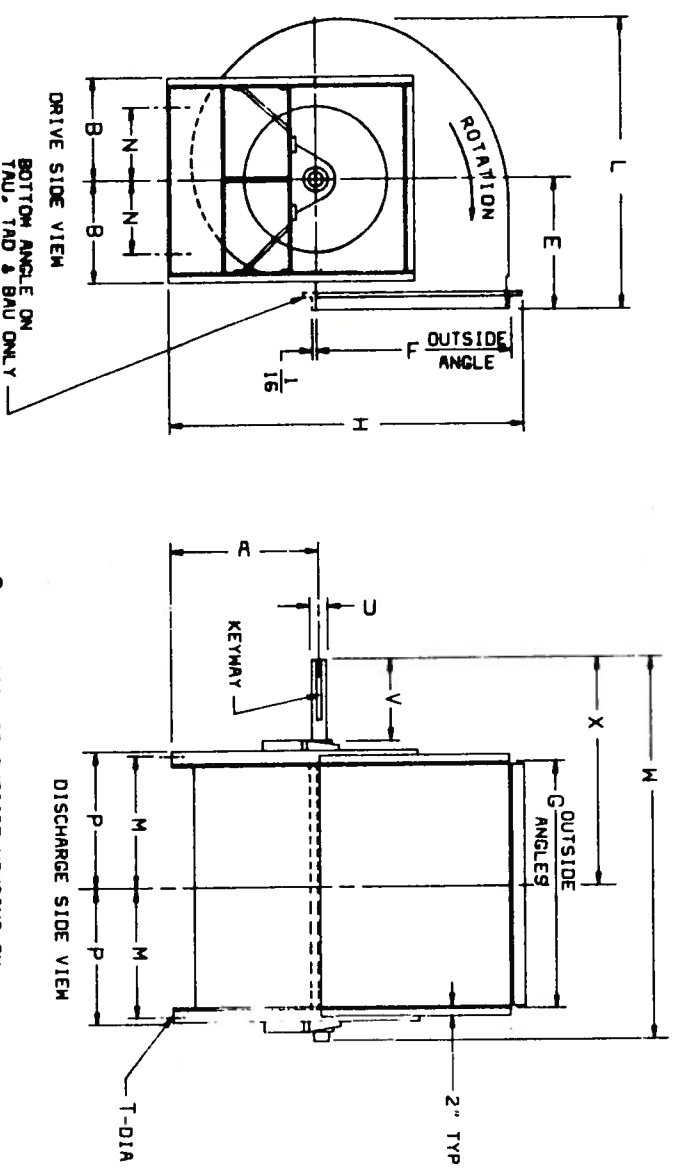 L
E
ROTATION
F OUTSIDE
ANGLE
1
16
H
B
B
N
N
DRIVE SIDE VIEW
BOTTOM ANGLE ON
TAU, TAD & BAU ONLY
W
X
V
U
A
KEYWAY
G OUTSIDE
ANGLES
M
M
P
P
2" TYP
T-DIA
DISCHARGE SIDE VIEW